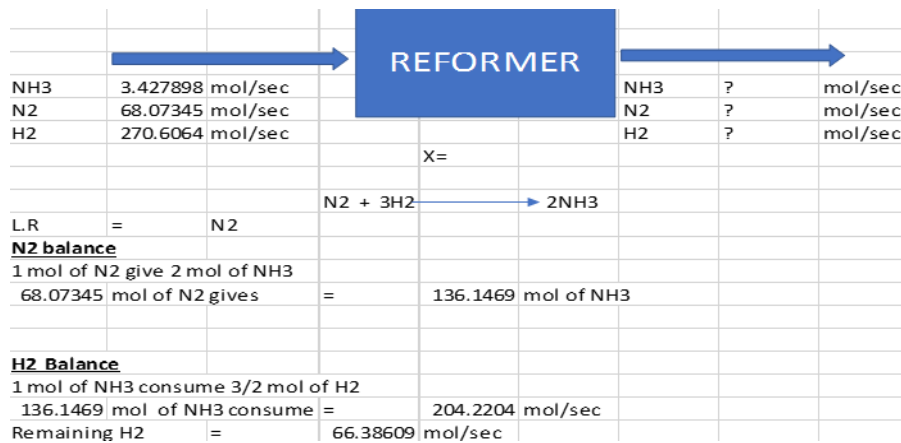 REFORMER
NH3 3.427898 mol/sec NH3 ? mol/sec
N2 68.07345 mol/sec N2 ? mol/sec
H2 270.6064 mol/sec H2 ? mol/sec
X=
N2 + 3H2 → 2NH3
L.R = N2
N2 balance
1 mol of N2 give 2 mol of NH3
68.07345 mol of N2 gives = 136.1469 mol of NH3
H2 Balance
1 mol of NH3 consume 3/2 mol of H2
136.1469 mol of NH3 consume = 204.2204 mol/sec
Remaining H2 = 66.38609 mol/sec